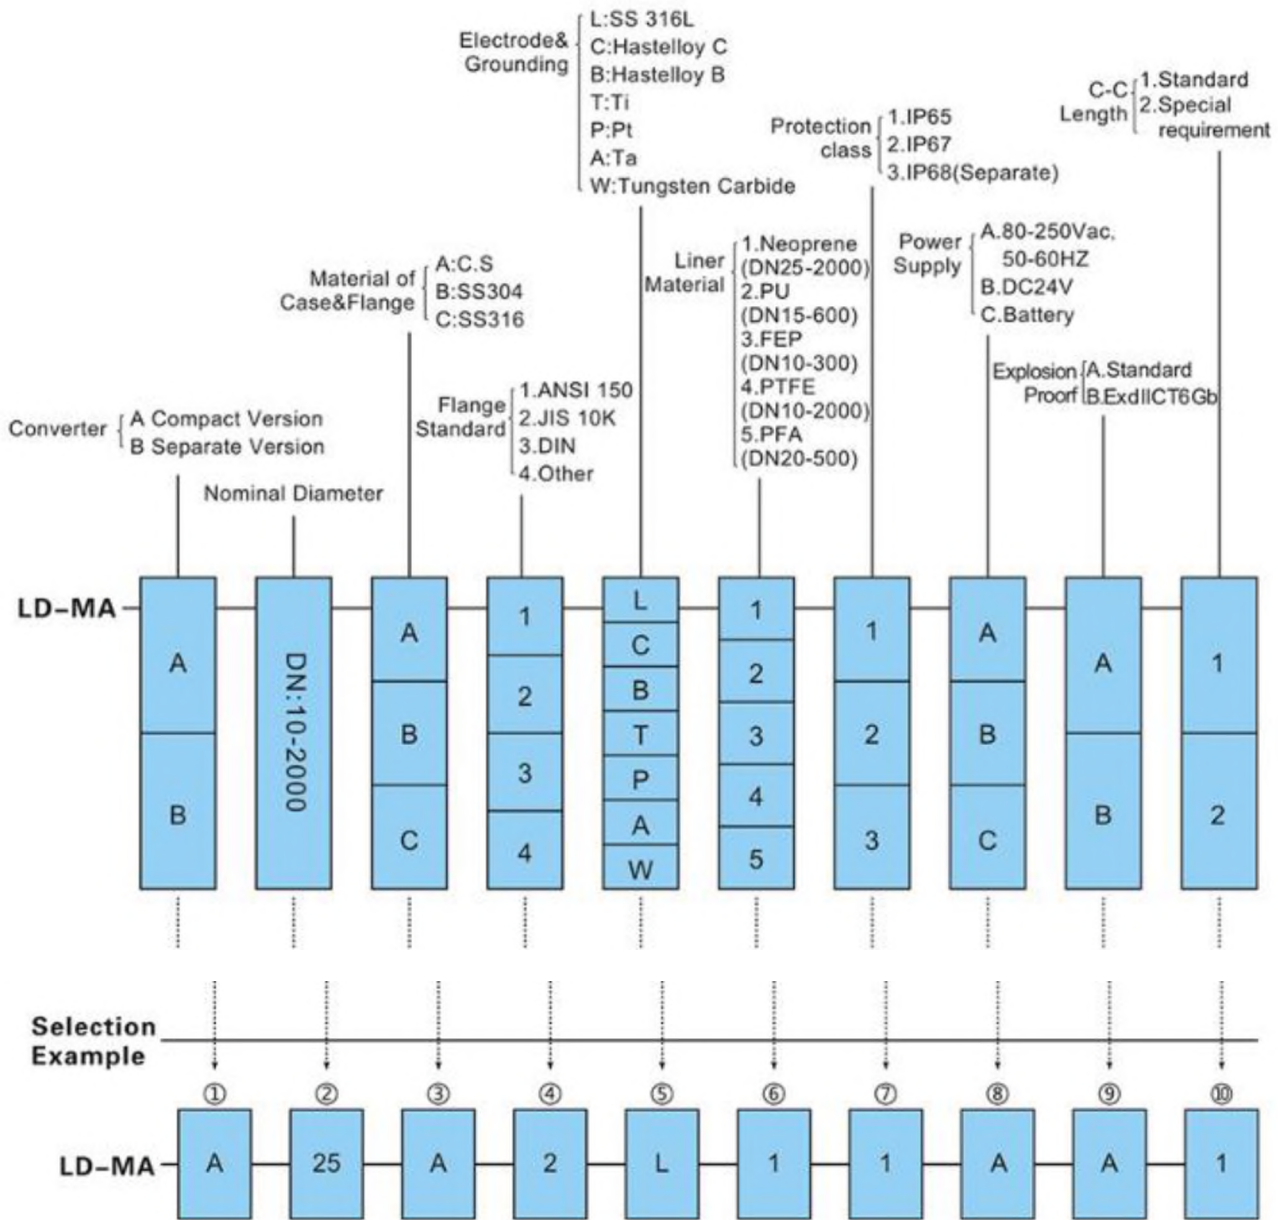 Electrode&
Grounding
L:SS 316L
C:Hastelloy C
B:Hastelloy B
T:Ti
P:Pt
A:Ta
W:Tungsten Carbide
C-C
Length
1.Standard
2.Special
requirement
Protection
class
1.IP65
2.IP67
3.IP68(Separate)
Material of
Case&Flange
A:C.S
B:SS304
C:SS316
Liner
Material
1.Neoprene
(DN25-2000)
2.PU
(DN15-600)
3.FEP
(DN10-300)
4.PTFE
(DN10-2000)
5.PFA
(DN20-500)
Power
Supply
A.80-250Vac,
50-60HZ
B.DC24V
C.Battery
Explosion
Proorf
A.Standard
B.ExdIICT6Gb
Converter
A Compact Version
B Separate Version
Flange
Standard
1.ANSI 150
2.JIS 10K
3.DIN
4.Other
Nominal Diameter
LD-MA
A
B
DN:10-2000
A
B
C
1
2
3
4
L
C
B
T
P
A
W
1
2
3
4
5
1
2
3
A
B
C
A
B
1
2
Selection
Example
① ② ③ ④ ⑤ ⑥ ⑦ ⑧ ⑨ ⑩
LD-MA A 25 A 2 L 1 1 A A 1